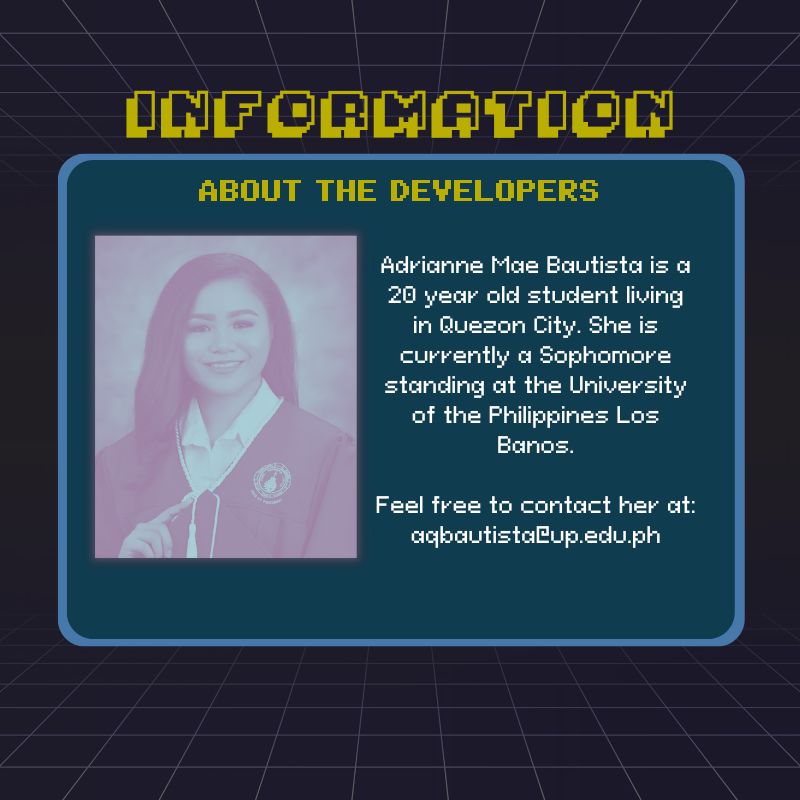 INFORMATION
ABOUT THE DEVELOPERS
Adrianne Mae Bautista is a
20 year old student living
in Quezon City. She is
currently a Sophomore
standing at the University
of the Philippines Los
Banos.
Feel free to contact her at:
aqbautista@up.edu.ph